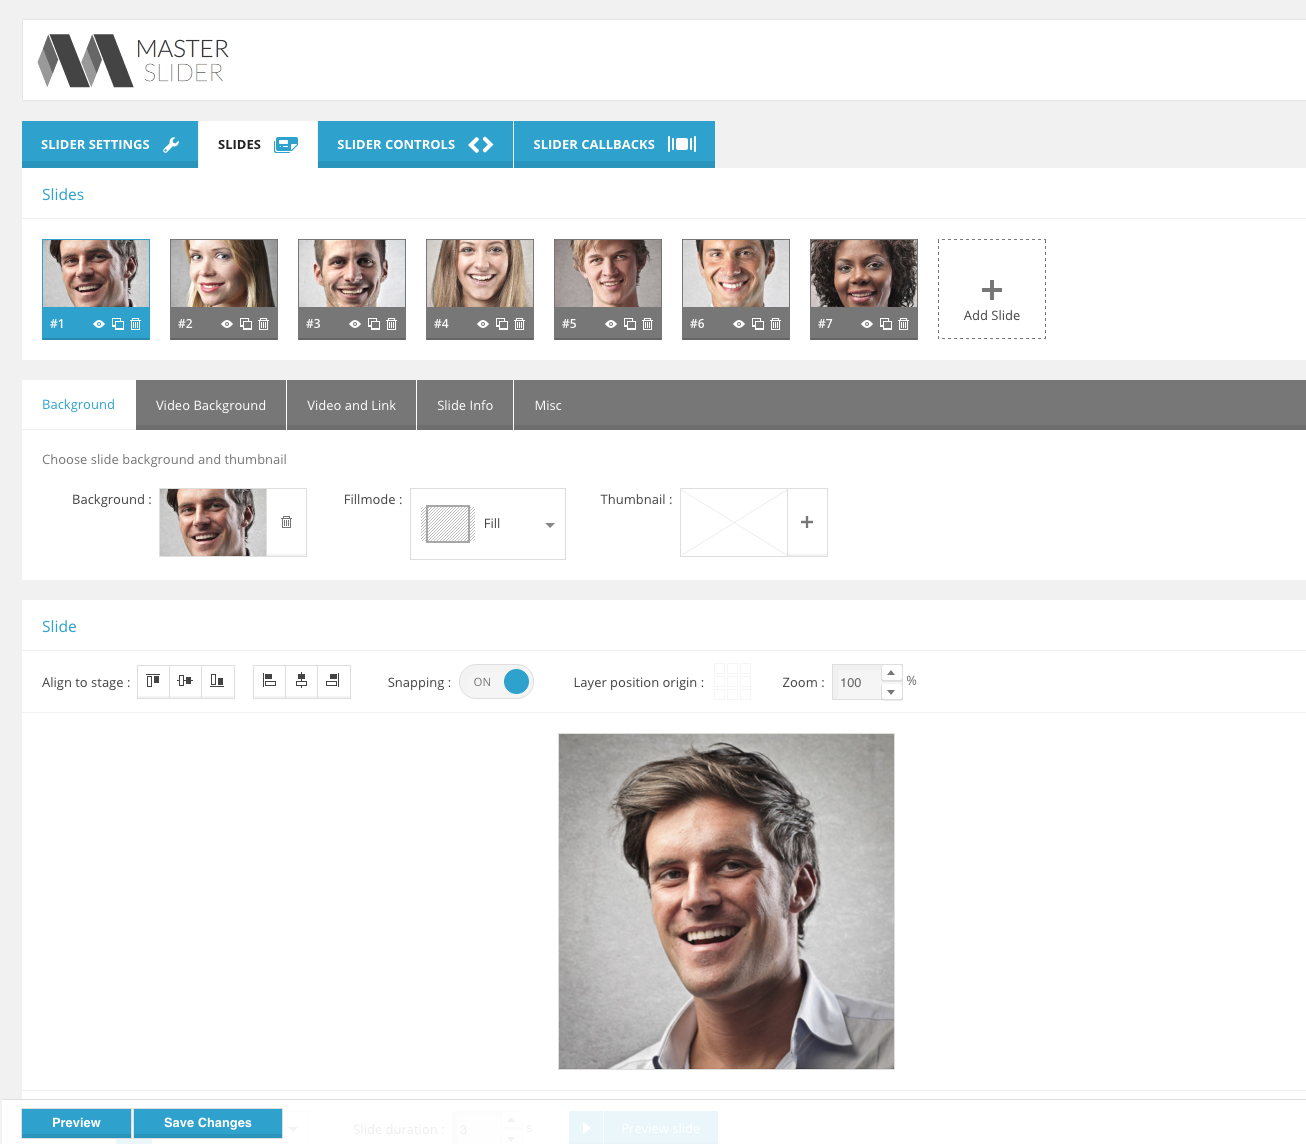 MASTER
SLIDER
SLIDER SETTINGS
SLIDES
SLIDER CONTROLS
SLIDER CALLBACKS
Slides
#1
#2
#3
#4
#5
#6
#7
Add Slide
Background
Video Background
Video and Link
Slide Info
Misc
Choose slide background and thumbnail
Background :
Fillmode :
Fill
Thumbnail :
Slide
Align to stage :
Snapping :
ON
Layer position origin :
Zoom :
100
%
Preview
Save Changes
Slide duration :
3
s
Preview slide